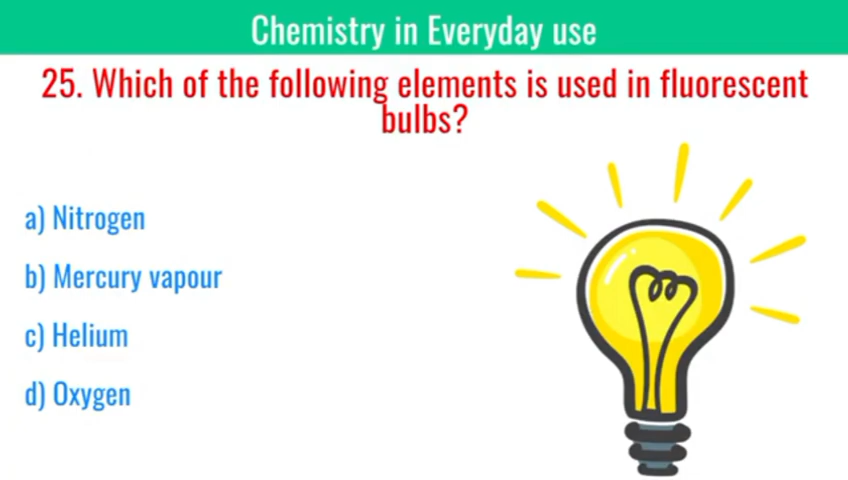 Chemistry in Everyday use
25. Which of the following elements is used in fluorescent
bulbs?
a) Nitrogen
b) Mercury vapour
c) Helium
d) Oxygen